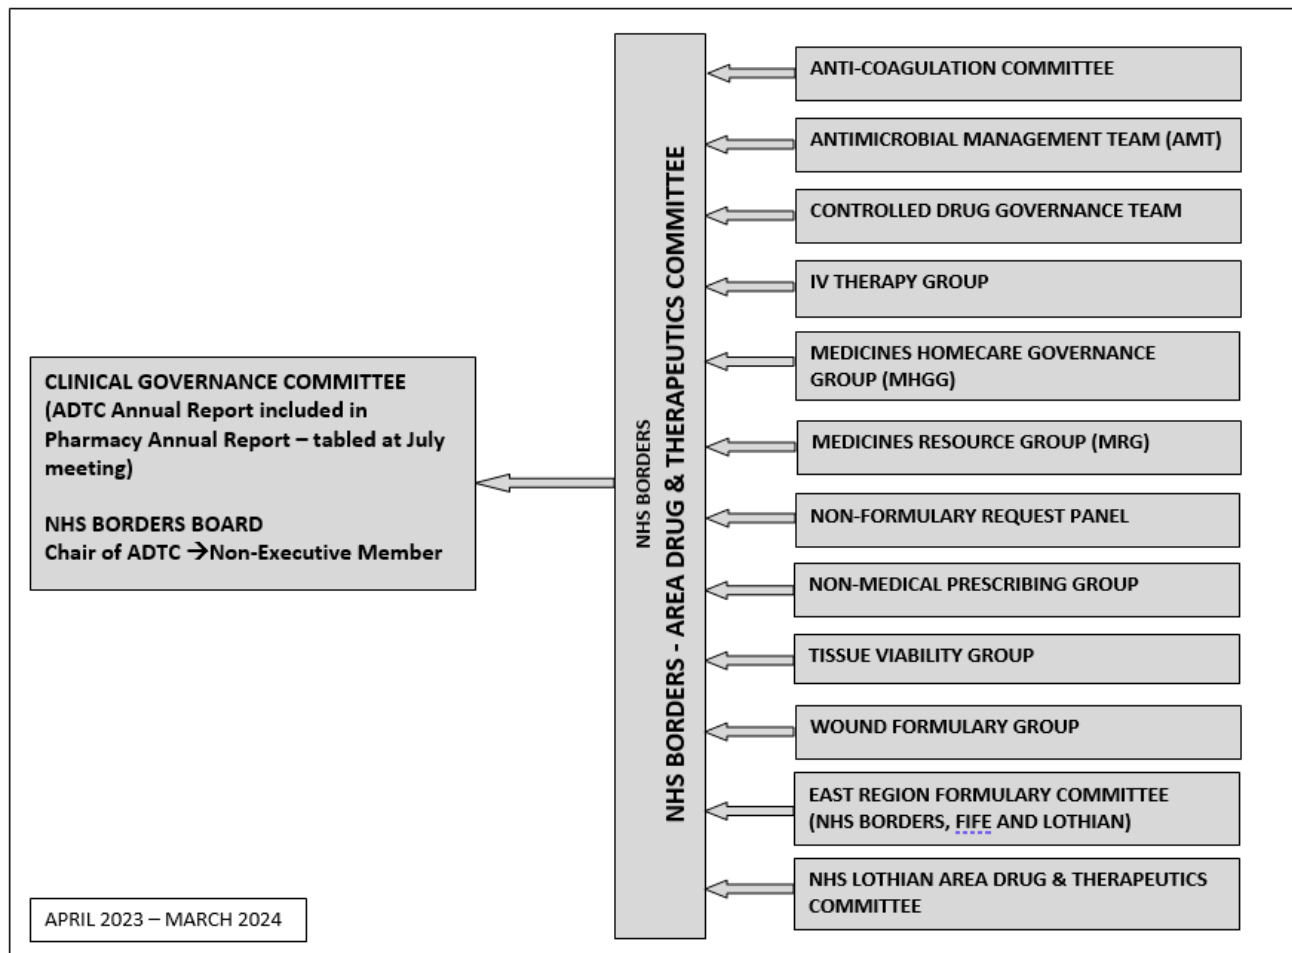 CLINICAL GOVERNANCE COMMITTEE
(ADTC Annual Report included in
Pharmacy Annual Report – tabled at July
meeting)
NHS BORDERS BOARD
Chair of ADTC →Non-Executive Member
NHS BORDERS
NHS BORDERS - AREA DRUG & THERAPEUTICS COMMITTEE
ANTI-COAGULATION COMMITTEE
ANTIMICROBIAL MANAGEMENT TEAM (AMT)
CONTROLLED DRUG GOVERNANCE TEAM
IV THERAPY GROUP
MEDICINES HOMECARE GOVERNANCE
GROUP (MHGG)
MEDICINES RESOURCE GROUP (MRG)
NON-FORMULARY REQUEST PANEL
NON-MEDICAL PRESCRIBING GROUP
TISSUE VIABILITY GROUP
WOUND FORMULARY GROUP
EAST REGION FORMULARY COMMITTEE
(NHS BORDERS, FIFE AND LOTHIAN)
NHS LOTHIAN AREA DRUG & THERAPEUTICS
COMMITTEE
APRIL 2023 – MARCH 2024